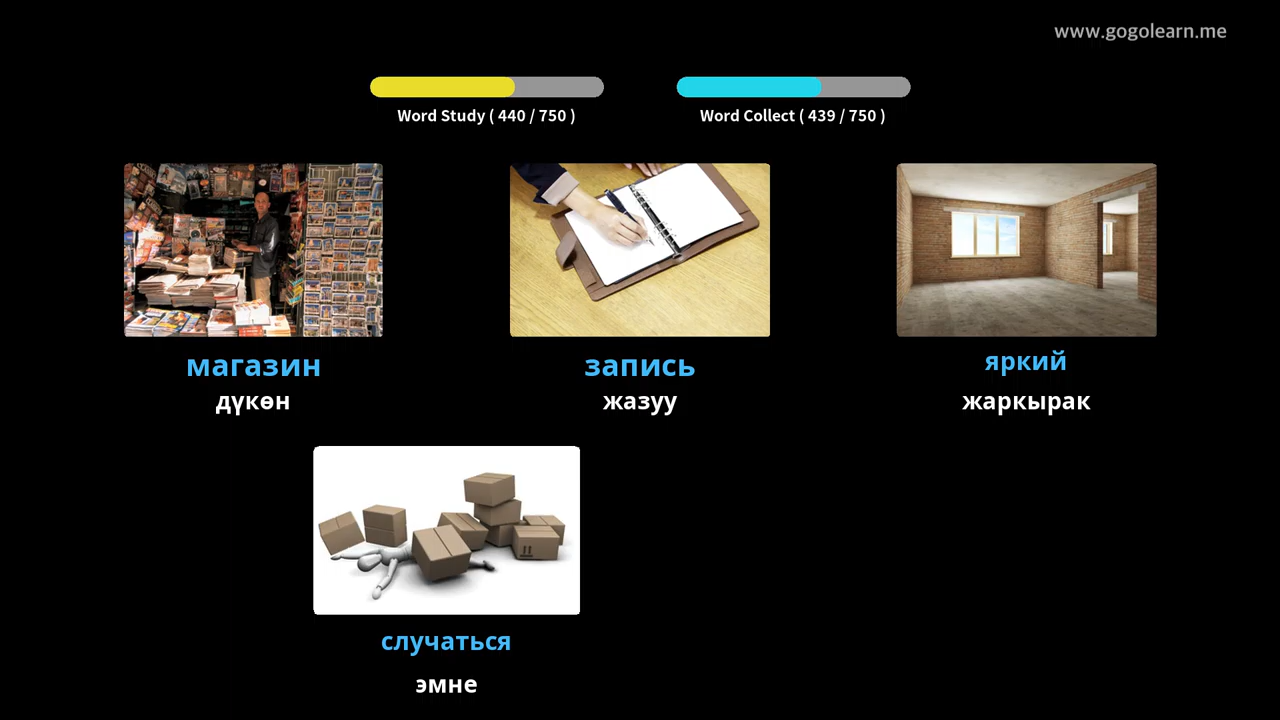 www.gogolearn.me
Word Study ( 440 / 750 )
Word Collect ( 439 / 750 )
магазин
дүкөн
запись
жазуу
яркий
жаркырак
случаться
эмне